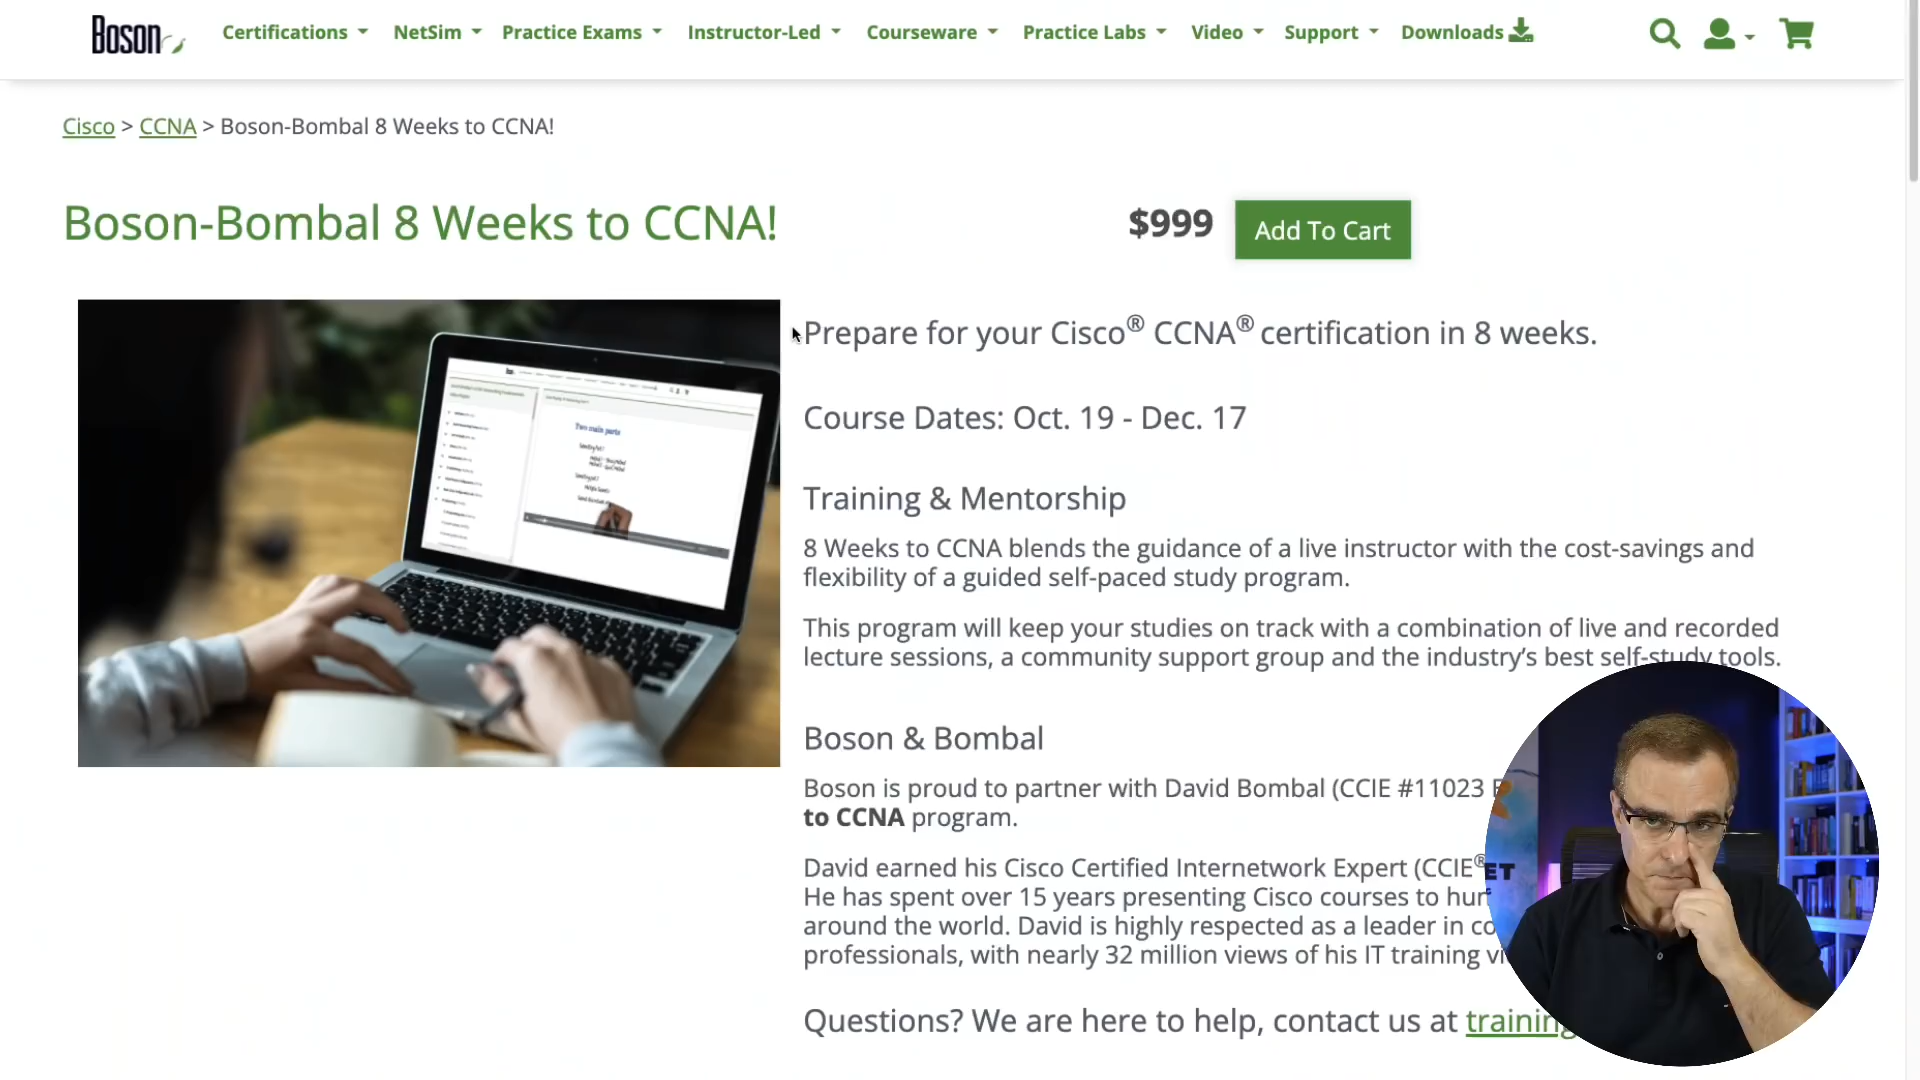 Boson
Certifications NetSim Practice Exams Instructor-Led Courseware Practice Labs Video Support Downloads
Cisco > CCNA > Boson-Bombal 8 Weeks to CCNA!
Boson-Bombal 8 Weeks to CCNA!
$999 Add To Cart
Prepare for your Cisco® CCNA® certification in 8 weeks.
Course Dates: Oct. 19 - Dec. 17
Two main parts
Training & Mentorship
8 Weeks to CCNA blends the guidance of a live instructor with the cost-savings and
flexibility of a guided self-paced study program.
This program will keep your studies on track with a combination of live and recorded
lecture sessions, a community support group and the industry's best self-study tools.
Boson & Bombal
Boson is proud to partner with David Bombal (CCIE #11023
to CCNA program.
David earned his Cisco Certified Internetwork Expert (CCIE®
ET
He has spent over 15 years presenting Cisco courses to
around the world. David is highly respected as a leader in
professionals, with nearly 32 million views of his IT training
Questions? We are here to help, contact us at training